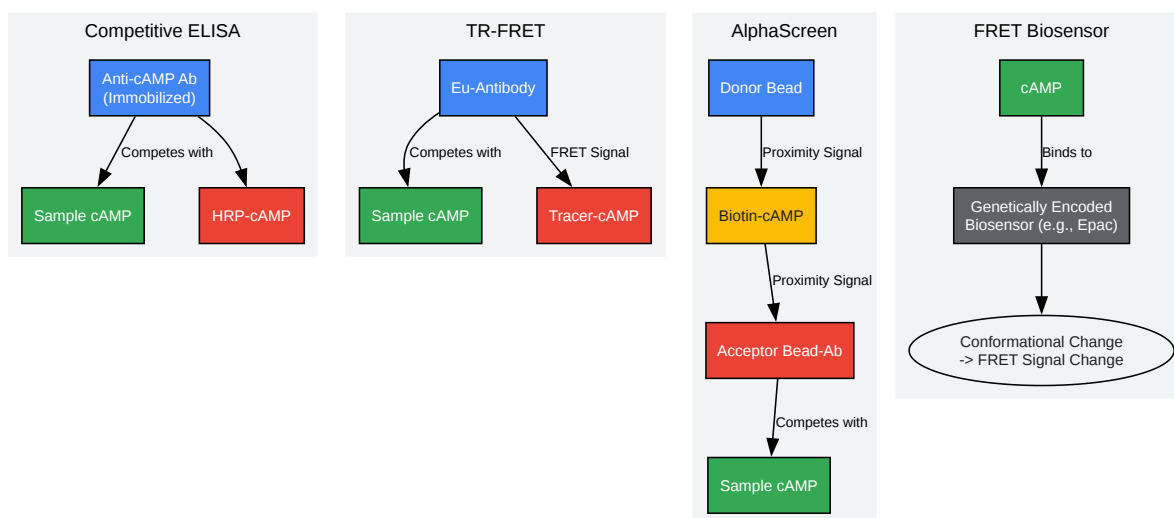 Competitive ELISA
Anti-cAMP Ab
(Immobilized)
Competes with
Sample cAMP
HRP-cAMP
TR-FRET
Eu-Antibody
Competes with
FRET Signal
Sample cAMP
Tracer-cAMP
AlphaScreen
Donor Bead
Proximity Signal
Biotin-cAMP
Proximity Signal
Acceptor Bead-Ab
Competes with
Sample cAMP
FRET Biosensor
cAMP
Binds to
Genetically Encoded
Biosensor (e.g., Epac)
Conformational Change
-> FRET Signal Change